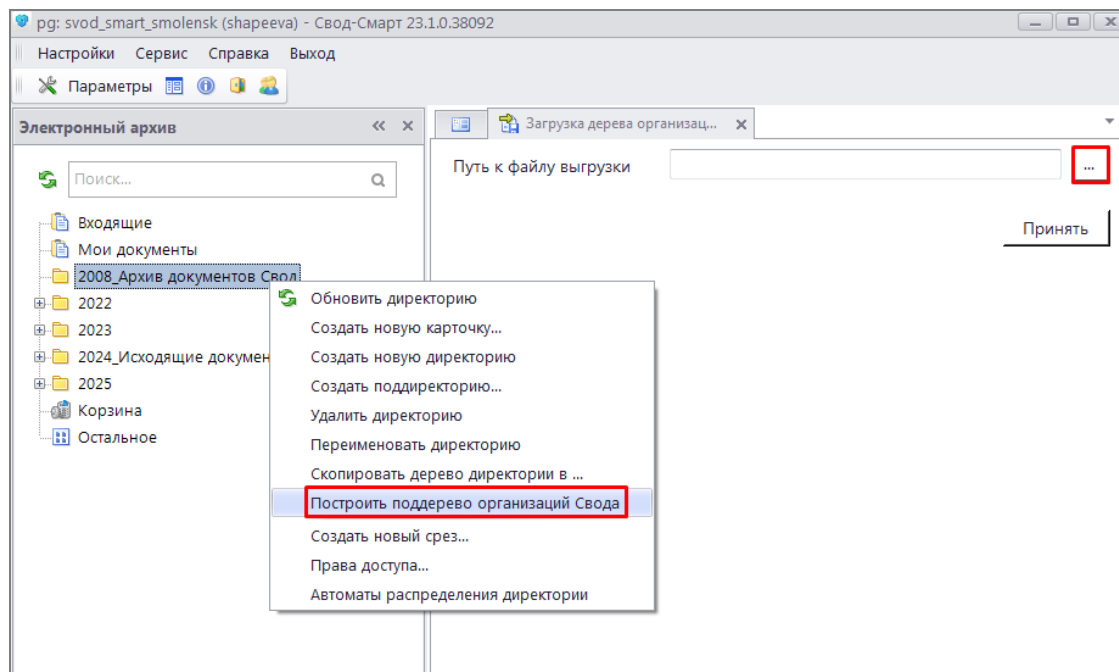 pg: svod_smart_smolensk (shapeeva) - Свод-Смарт 23.1.0.38092
Настройки Сервис Справка Выход
Параметры
Электронный архив
Загрузка дерева организац...
Поиск...
Путь к файлу выгрузки
...
Принять
Входящие
Мои документы
2008_Архив документов Свод
2022
2023
2024_Исходящие докумен
2025
Корзина
Остальное
Обновить директорию
Создать новую карточку...
Создать новую директорию
Создать поддиректорию...
Удалить директорию
Переименовать директорию
Скопировать дерево директории в ...
Построить поддерево организаций Свода
Создать новый срез...
Права доступа...
Автоматы распределения директории